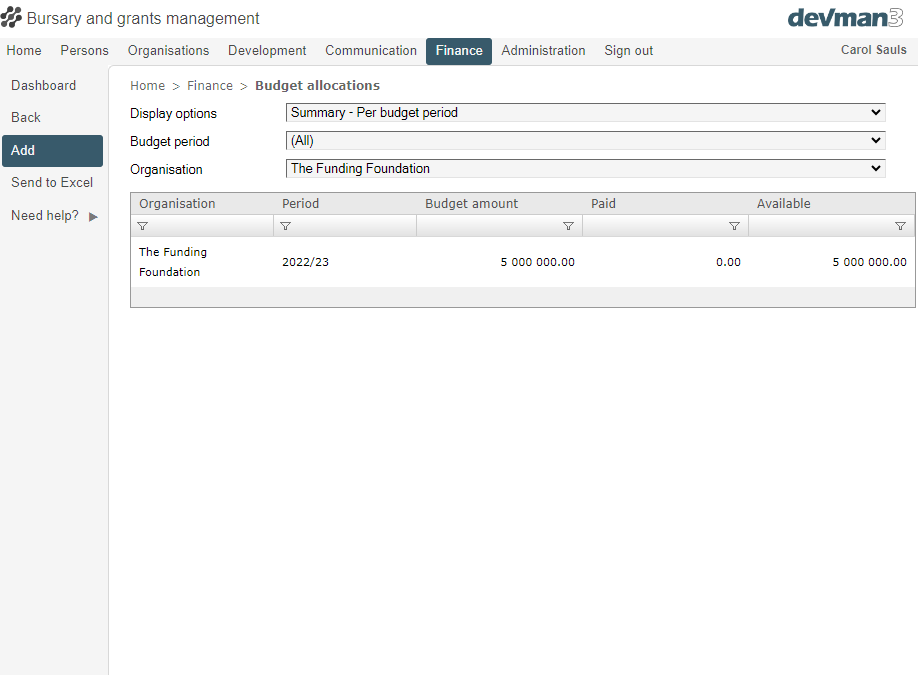 Bursary and grants management
devman3
Home Persons Organisations Development Communication Finance Administration Sign out Carol Sauls
Dashboard
Back
Add
Send to Excel
Need help?
Home > Finance > Budget allocations
Display options Summary - Per budget period
Budget period (All)
Organisation The Funding Foundation
Organisation Period Budget amount Paid Available
The Funding
Foundation 2022/23 5 000 000.00 0.00 5 000 000.00